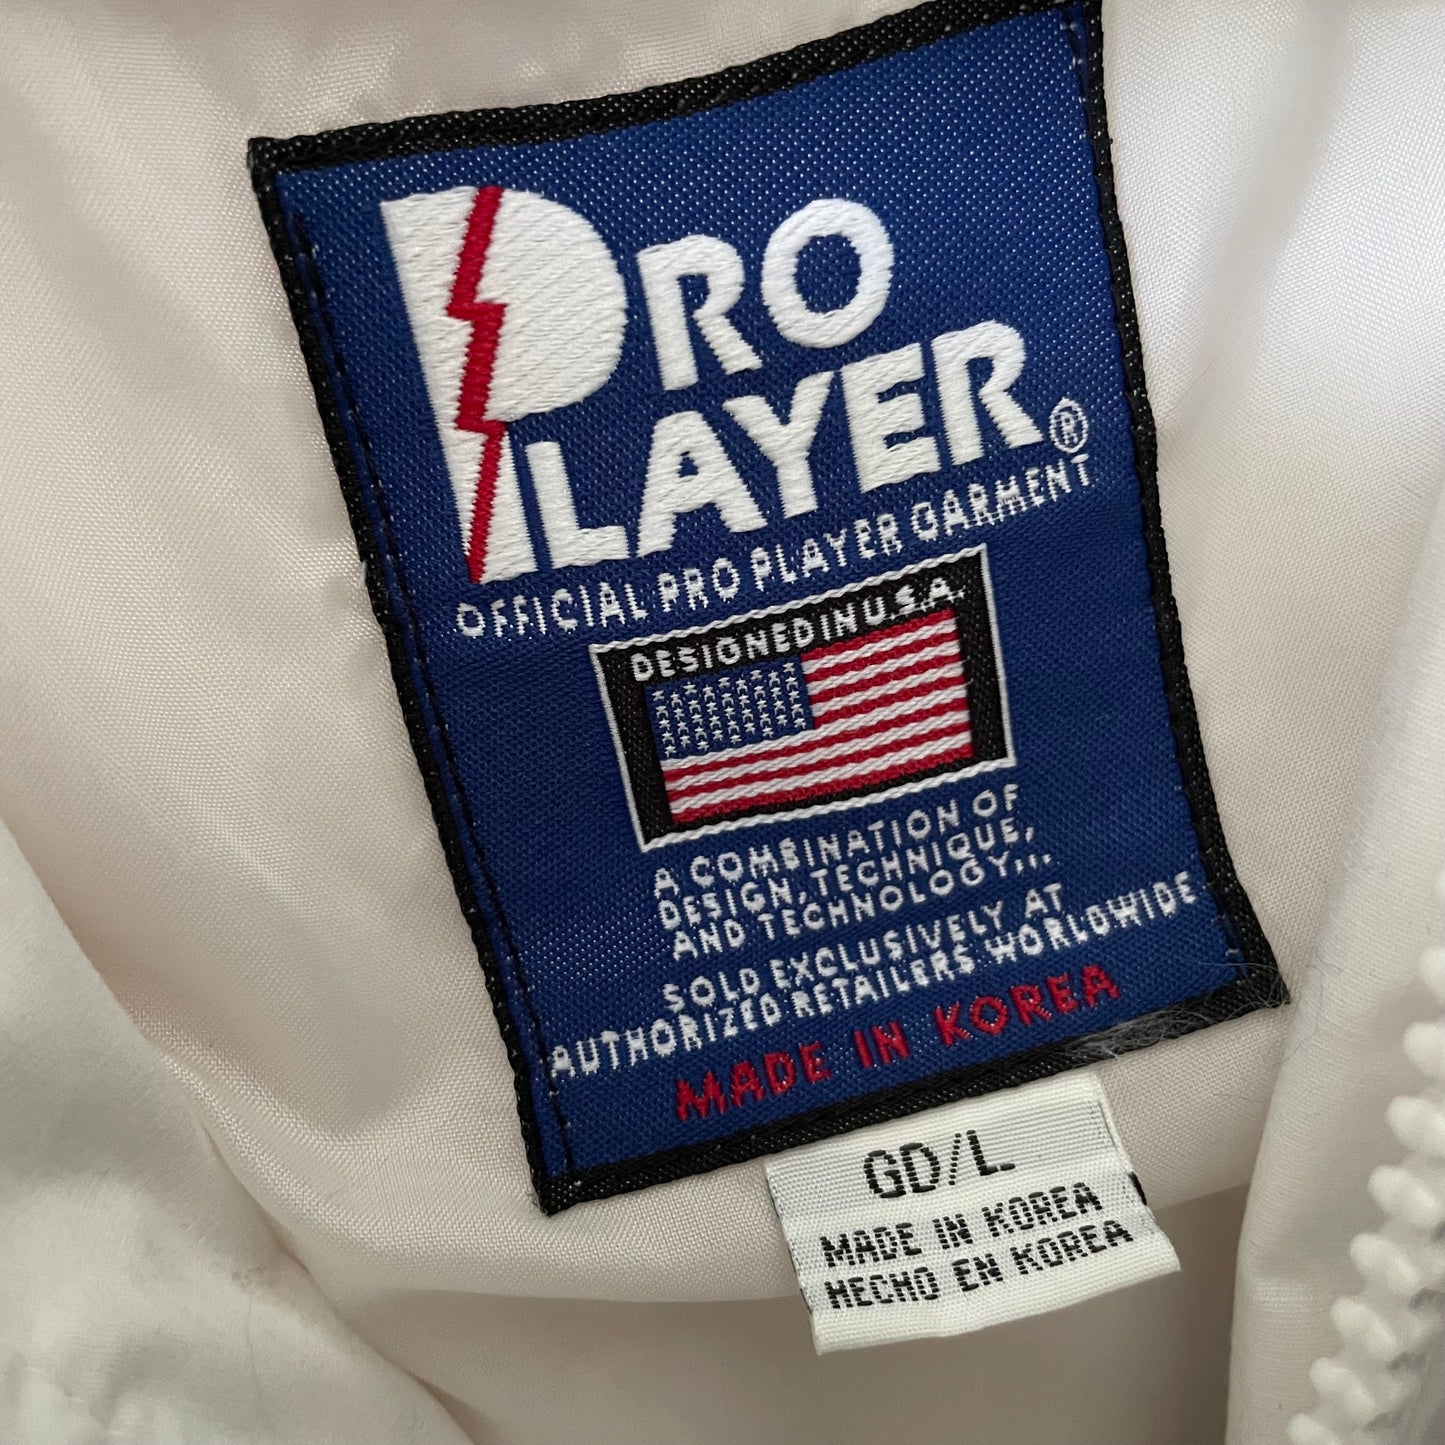 PRO
PLAYER®
OFFICIAL PRO PLAYER GARMENT
DESIGNED IN U.S.A.
A COMBINATION OF
DESIGN, TECHNIQUE,
AND TECHNOLOGY...
SOLD EXCLUSIVELY AT
AUTHORIZED RETAILERS WORLDWIDE
MADE IN KOREA
GD/L
MADE IN KOREA
HECHO EN KOREA